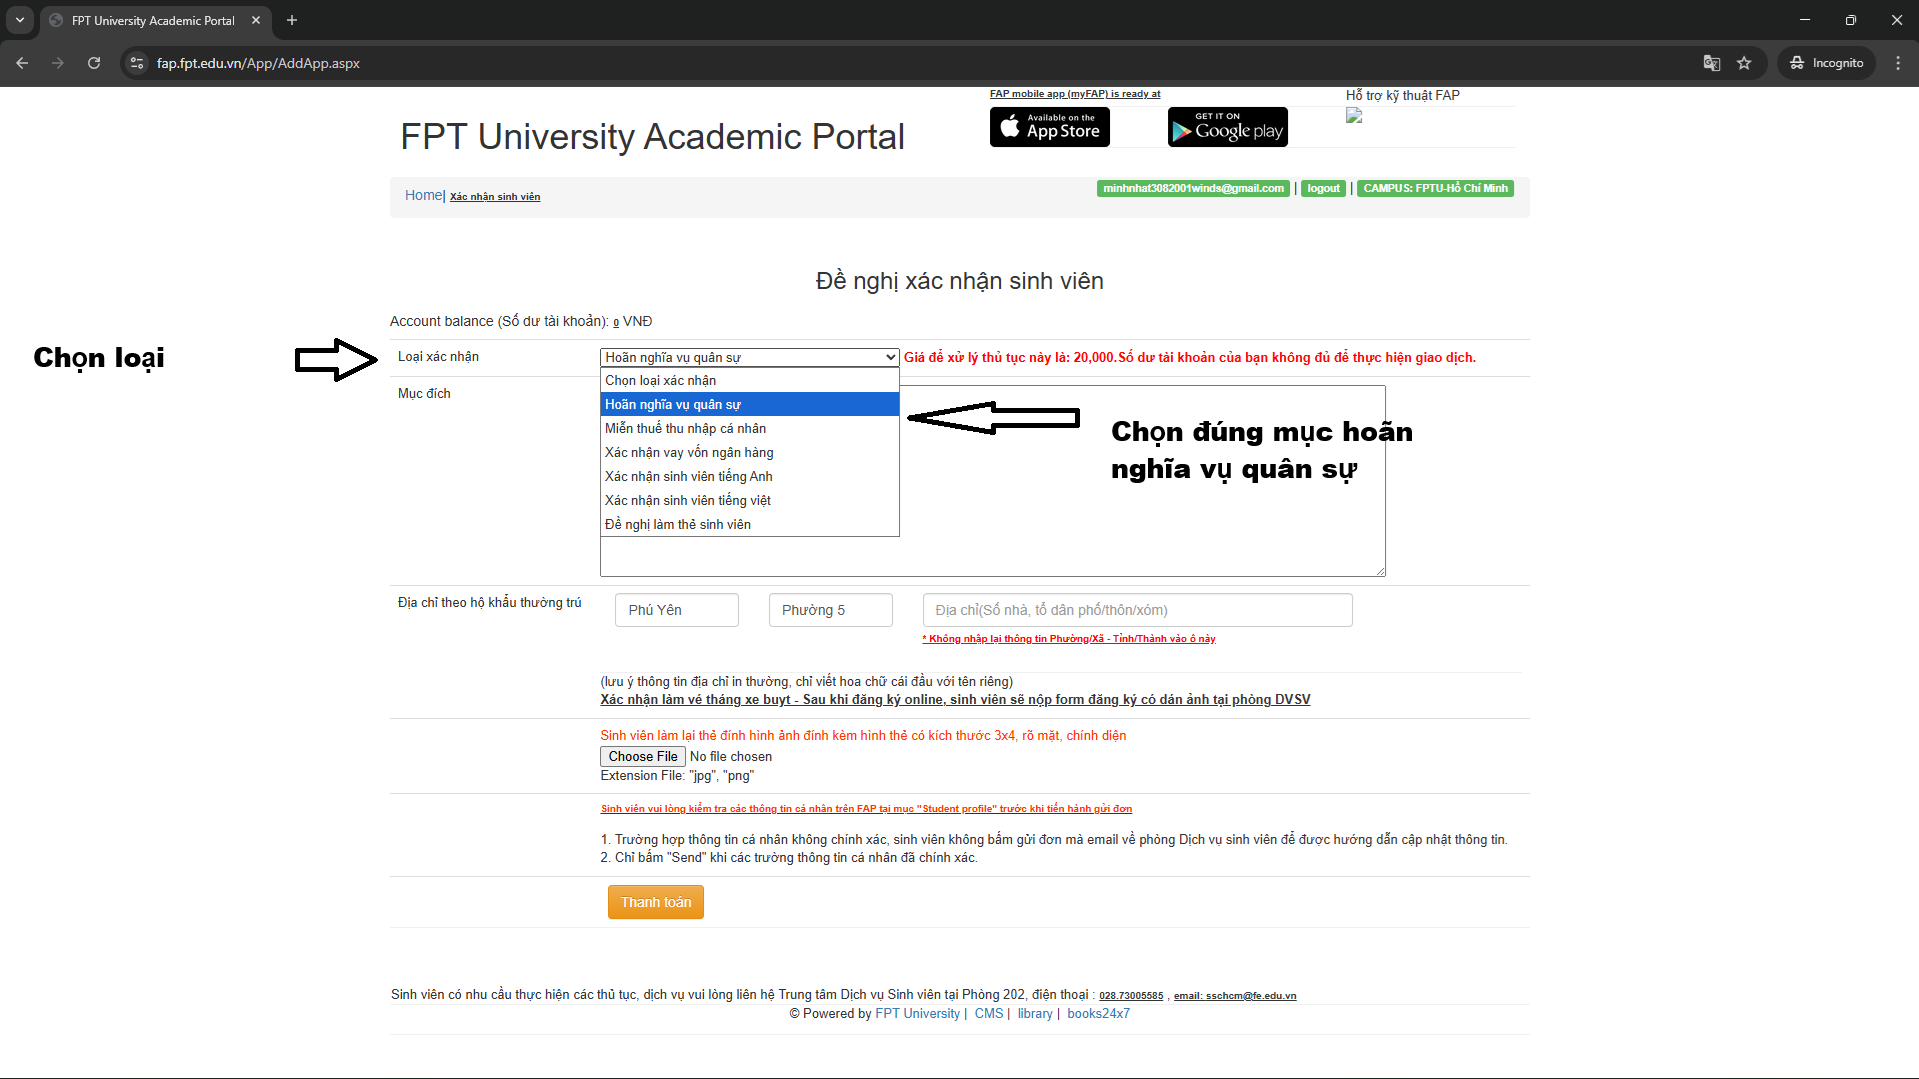 FPT University Academic Portal
fap.fpt.edu.vn/App/AddApp.aspx
Incognito
FAP mobile app (myFAP) is ready at
Hỗ trợ kỹ thuật FAP
Available on the
App Store
GET IT ON
Google play
FPT University Academic Portal
Home| Xác nhận sinh viên
minhnhat3082001winds@gmail.com | logout | CAMPUS: FPTU-Hồ Chí Minh
Đề nghị xác nhận sinh viên
Account balance (Số dư tài khoản): 0 VNĐ
Chọn loại
Loại xác nhận
Hoãn nghĩa vụ quân sự
Giá để xử lý thủ tục này là: 20,000.Số dư tài khoản của bạn không đủ để thực hiện giao dịch.
Mục đích
Chọn loại xác nhận
Hoãn nghĩa vụ quân sự
Miễn thuế thu nhập cá nhân
Xác nhận vay vốn ngân hàng
Xác nhận sinh viên tiếng Anh
Xác nhận sinh viên tiếng việt
Đề nghị làm thẻ sinh viên
Chọn đúng mục hoãn
nghĩa vụ quân sự
Địa chỉ theo hộ khẩu thường trú
Phú Yên
Phường 5
Địa chỉ(Số nhà, tổ dân phố/thôn/xóm)
* Không nhập lại thông tin Phường/Xã - Tỉnh/Thành vào ô này
(lưu ý thông tin địa chỉ in thường, chỉ viết hoa chữ cái đầu với tên riêng)
Xác nhận làm vé tháng xe buyt - Sau khi đăng ký online, sinh viên sẽ nộp form đăng ký có dán ảnh tại phòng DVSV
Sinh viên làm lại thẻ đính hình ảnh đính kèm hình thẻ có kích thước 3x4, rõ mặt, chính diện
Choose File No file chosen
Extension File: "jpg", "png"
Sinh viên vui lòng kiểm tra các thông tin cá nhân trên FAP tại mục "Student profile" trước khi tiến hành gửi đơn
1. Trường hợp thông tin cá nhân không chính xác, sinh viên không bấm gửi đơn mà email về phòng Dịch vụ sinh viên để được hướng dẫn cập nhật thông tin.
2. Chỉ bấm "Send" khi các trường thông tin cá nhân đã chính xác.
Thanh toán
Sinh viên có nhu cầu thực hiện các thủ tục, dịch vụ vui lòng liên hệ Trung tâm Dịch vụ Sinh viên tại Phòng 202, điện thoại : 028.73005585 , email: sschcm@fe.edu.vn
© Powered by FPT University | CMS | library | books24x7